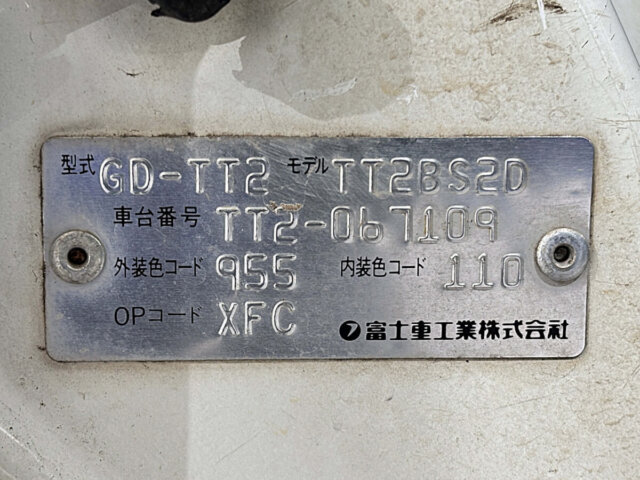 型式 GD-TT2 モデル TT2BS2D
車台番号 TT2-067109
外装色コード 955 内装色コード 110
OPコード XFC
富士重工業株式会社